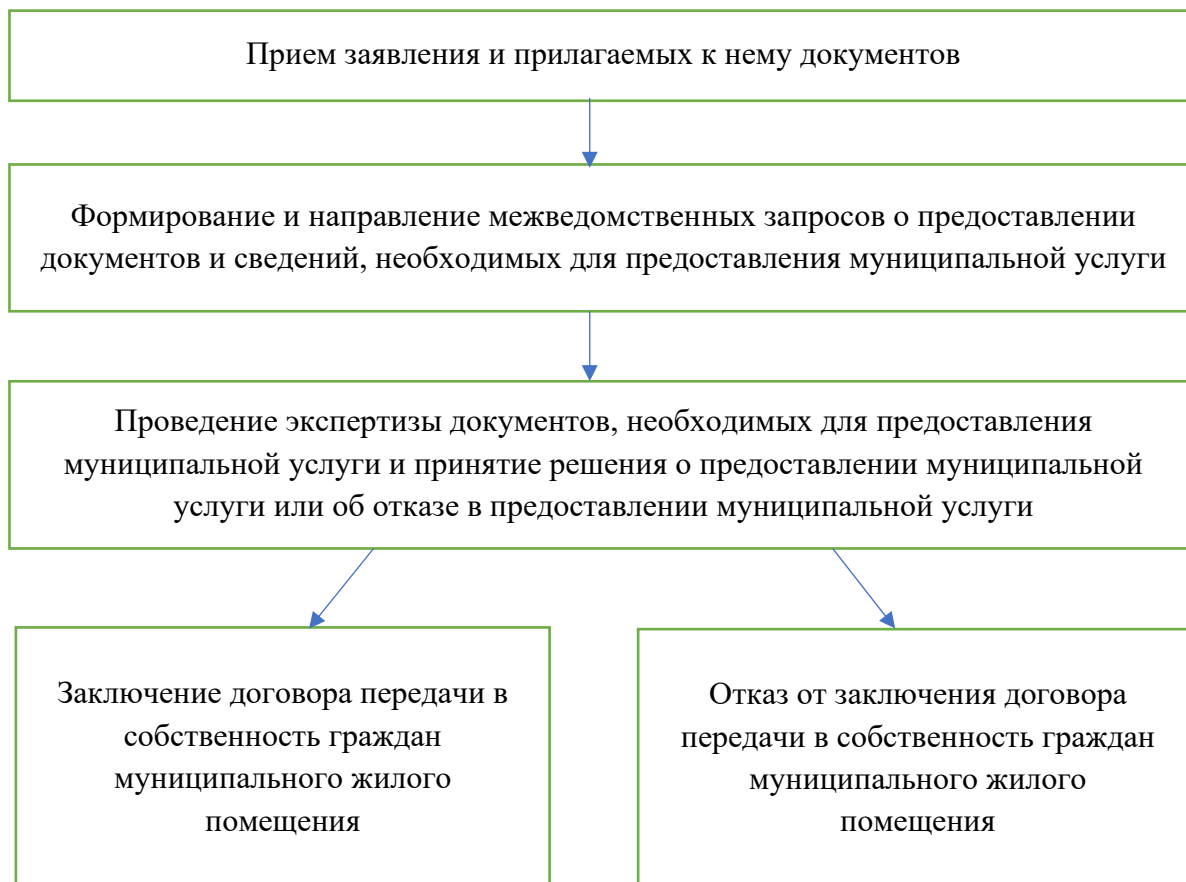 Прием заявления и прилагаемых к нему документов
Формирование и направление межведомственных запросов о предоставлении
документов и сведений, необходимых для предоставления муниципальной услуги
Проведение экспертизы документов, необходимых для предоставления
муниципальной услуги и принятие решения о предоставлении муниципальной
услуги или об отказе в предоставлении муниципальной услуги
Заключение договора передачи в
собственность граждан
муниципального жилого
помещения
Отказ от заключения договора
передачи в собственность граждан
муниципального жилого
помещения